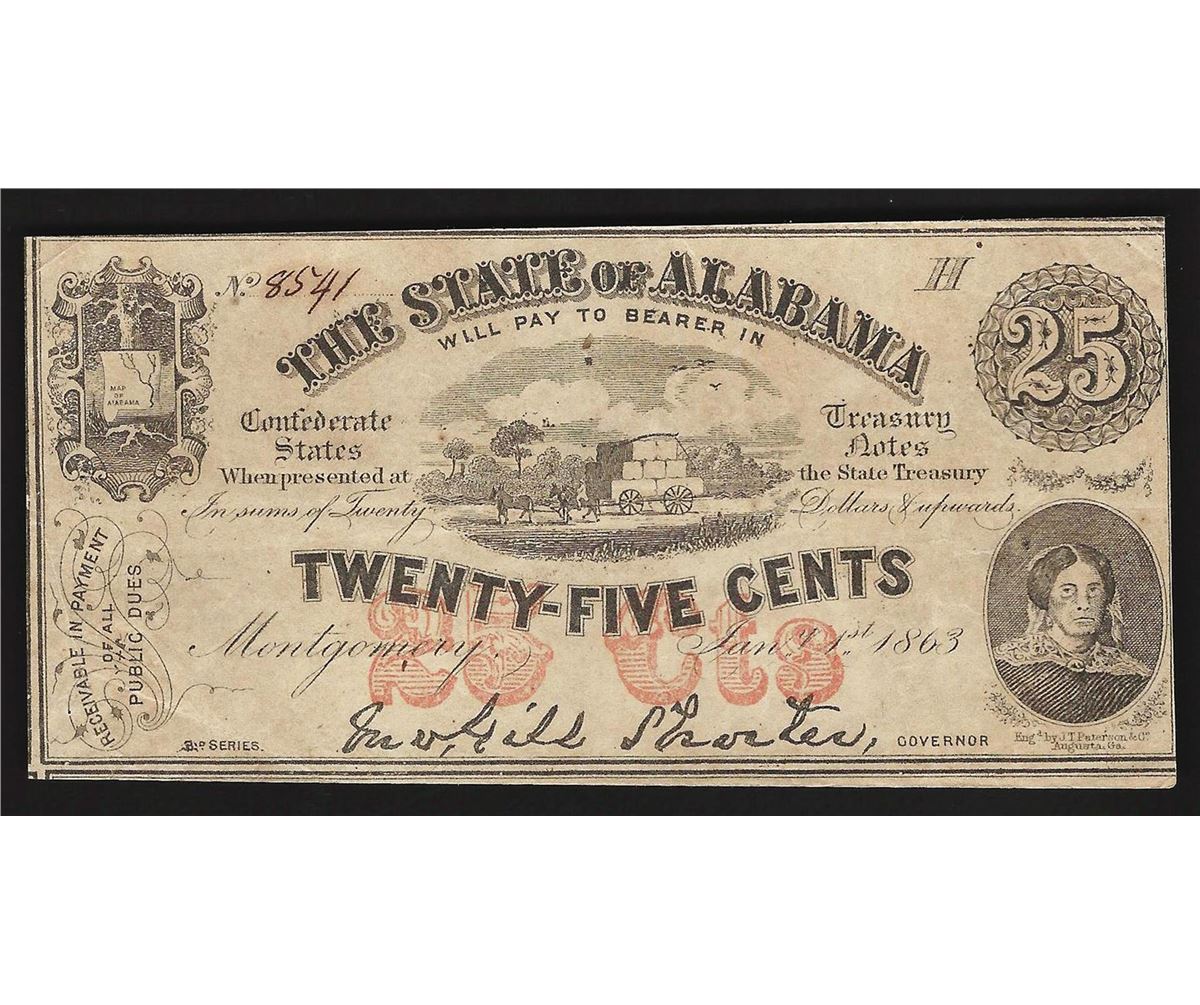 No 8541
H
THE STATE OF ALABAMA
WILL PAY TO BEARER IN
25
MAP
OF
ALABAMA
Confederate
States
When presented at
In sums of Twenty
Treasury
Notes
the State Treasury
Dollars & upwards.
TWENTY-FIVE CENTS
25 Cts
Montgomery, Jany. 1st. 1863
RECEIVABLE IN PAYMENT
OF ALL
PUBLIC DUES
3RD SERIES.
Jno, Gill Shorter,
GOVERNOR
Engd by J.T. Paterson & Co
Augusta, Ga.